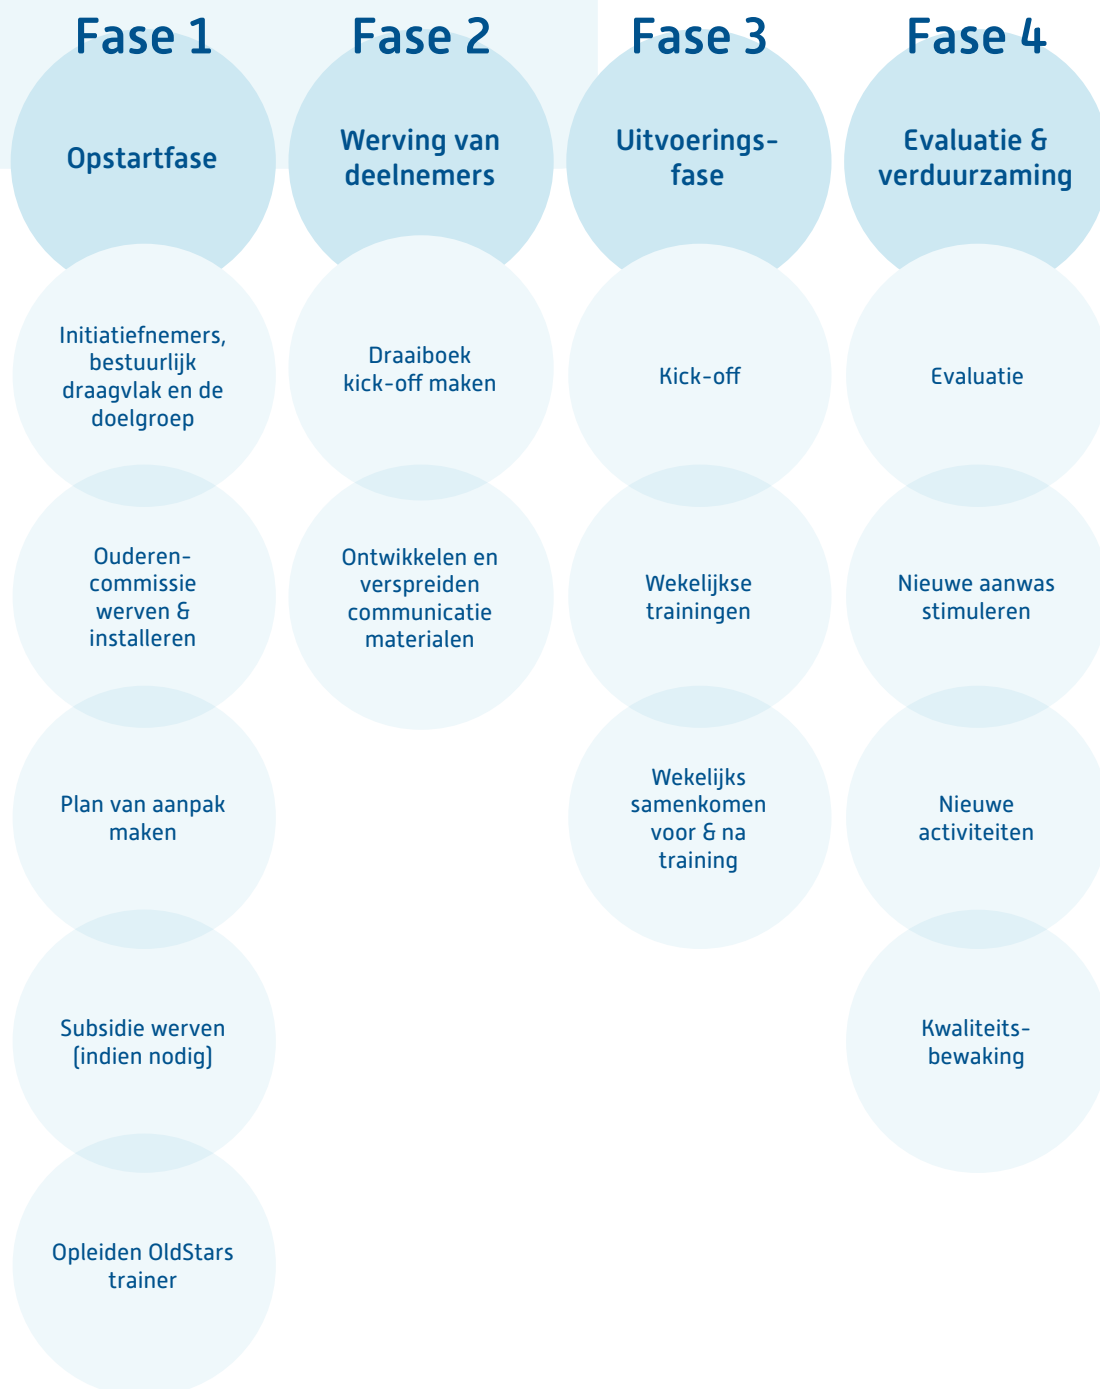 Fase 1
Opstartfase
Initiatiefnemers,
bestuurlijk
draagvlak en de
doelgroep
Ouderen-
commissie
werven &
installeren
Plan van aanpak
maken
Subsidie werven
(indien nodig)
Opleiden OldStars
trainer
Fase 2
Werving van
deelnemers
Draaiboek
kick-off maken
Ontwikkelen en
verspreiden
communicatie
materialen
Fase 3
Uitvoerings-
fase
Kick-off
Wekelijkse
trainingen
Wekelijks
samenkomen
voor & na
training
Fase 4
Evaluatie &
verduurzaming
Evaluatie
Nieuwe aanwas
stimuleren
Nieuwe
activiteiten
Kwaliteits-
bewaking